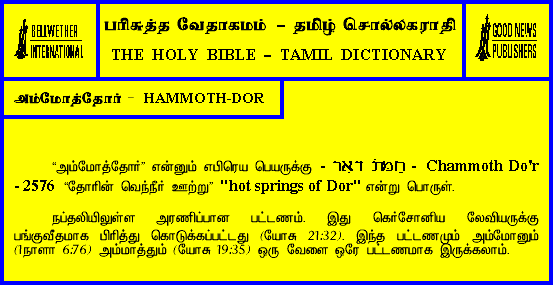 BELLWETHER
INTERNATIONAL
பரிசுத்த வேதாகமம் – தமிழ் சொல்லகராதி
THE HOLY BIBLE – TAMIL DICTIONARY
GOOD NEWS
PUBLISHERS
அம்மோத்தோர் – HAMMOTH-DOR
“அம்மோத்தோர்” என்னும் எபிரெய பெயருக்கு - חַמֹּת דֹּאר - Chammoth Do'r
- 2576 “தோரின் வெந்நீர் ஊற்று” "hot springs of Dor" என்று பொருள்.
நப்தலியிலுள்ள அரணிப்பான பட்டணம். இது கெர்சோனிய லேவியருக்கு
பங்குவீதமாக பிரித்து கொடுக்கப்பட்டது (யோசு 21:32). இந்த பட்டணமும் அம்மோனும்
(1நாளா 6:76) அம்மாத்தும் (யோசு 19:35) ஒரு வேளை ஒரே பட்டணமாக இருக்கலாம்.